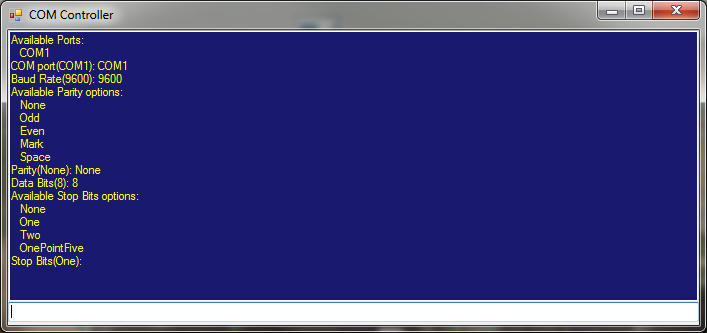 COM Controller
Available Ports:
COM1
COM port(COM1): COM1
Baud Rate(9600): 9600
Available Parity options:
None
Odd
Even
Mark
Space
Parity(None): None
Data Bits(8): 8
Available Stop Bits options:
None
One
Two
OnePointFive
Stop Bits(One):